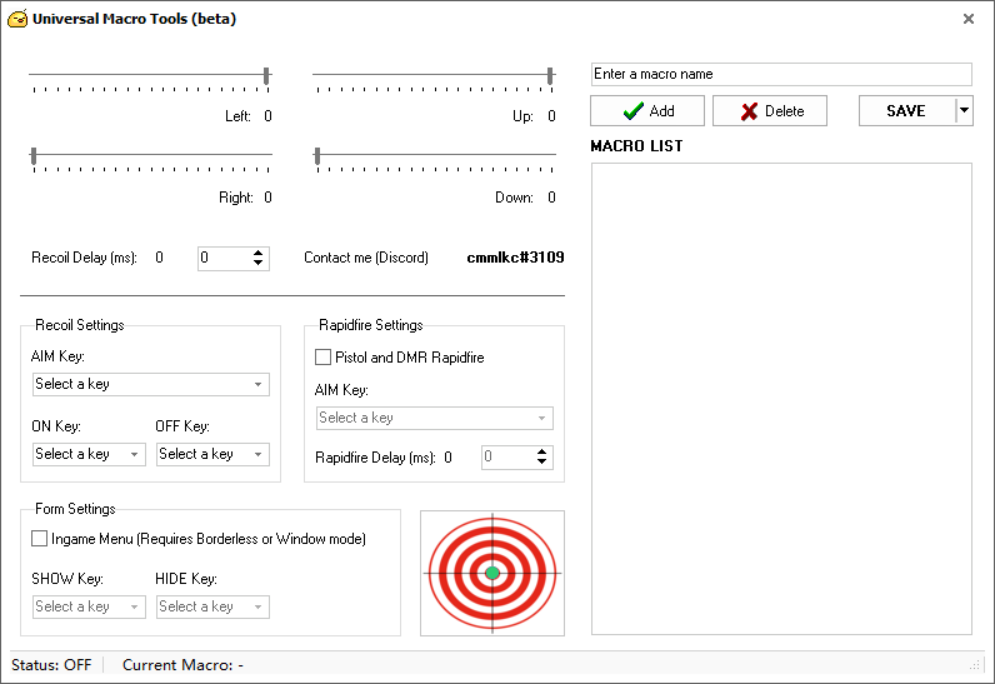 Universal Macro Tools (beta)
Left: 0
Up: 0
Right: 0
Down: 0
Recoil Delay (ms): 0 0
Contact me (Discord) cmmlkc#3109
Recoil Settings
AIM Key:
Select a key
ON Key: OFF Key:
Select a key Select a key
Rapidfire Settings
Pistol and DMR Rapidfire
AIM Key:
Select a key
Rapidfire Delay (ms): 0 0
Form Settings
Ingame Menu (Requires Borderless or Window mode)
SHOW Key: HIDE Key:
Select a key Select a key
Enter a macro name
Add Delete SAVE
MACRO LIST
Status: OFF Current Macro: -